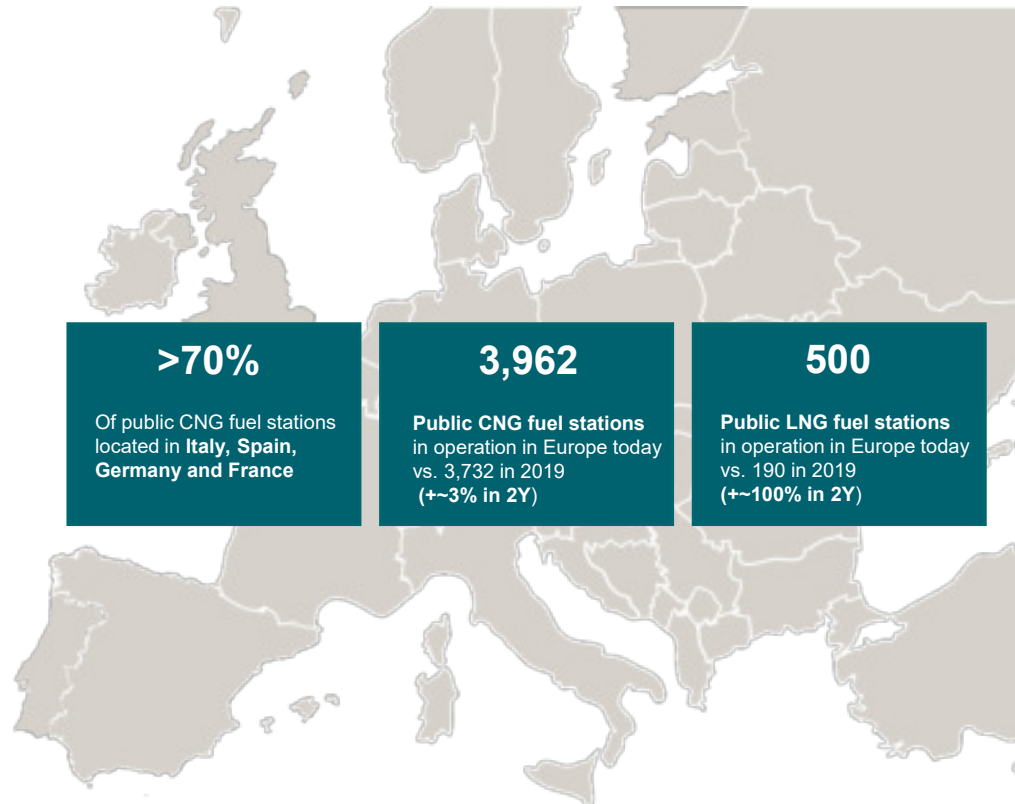 >70%
Of public CNG fuel stations
located in Italy, Spain,
Germany and France
3,962
Public CNG fuel stations
in operation in Europe today
vs. 3,732 in 2019
(+~3% in 2Y)
500
Public LNG fuel stations
in operation in Europe today
vs. 190 in 2019
(+~100% in 2Y)